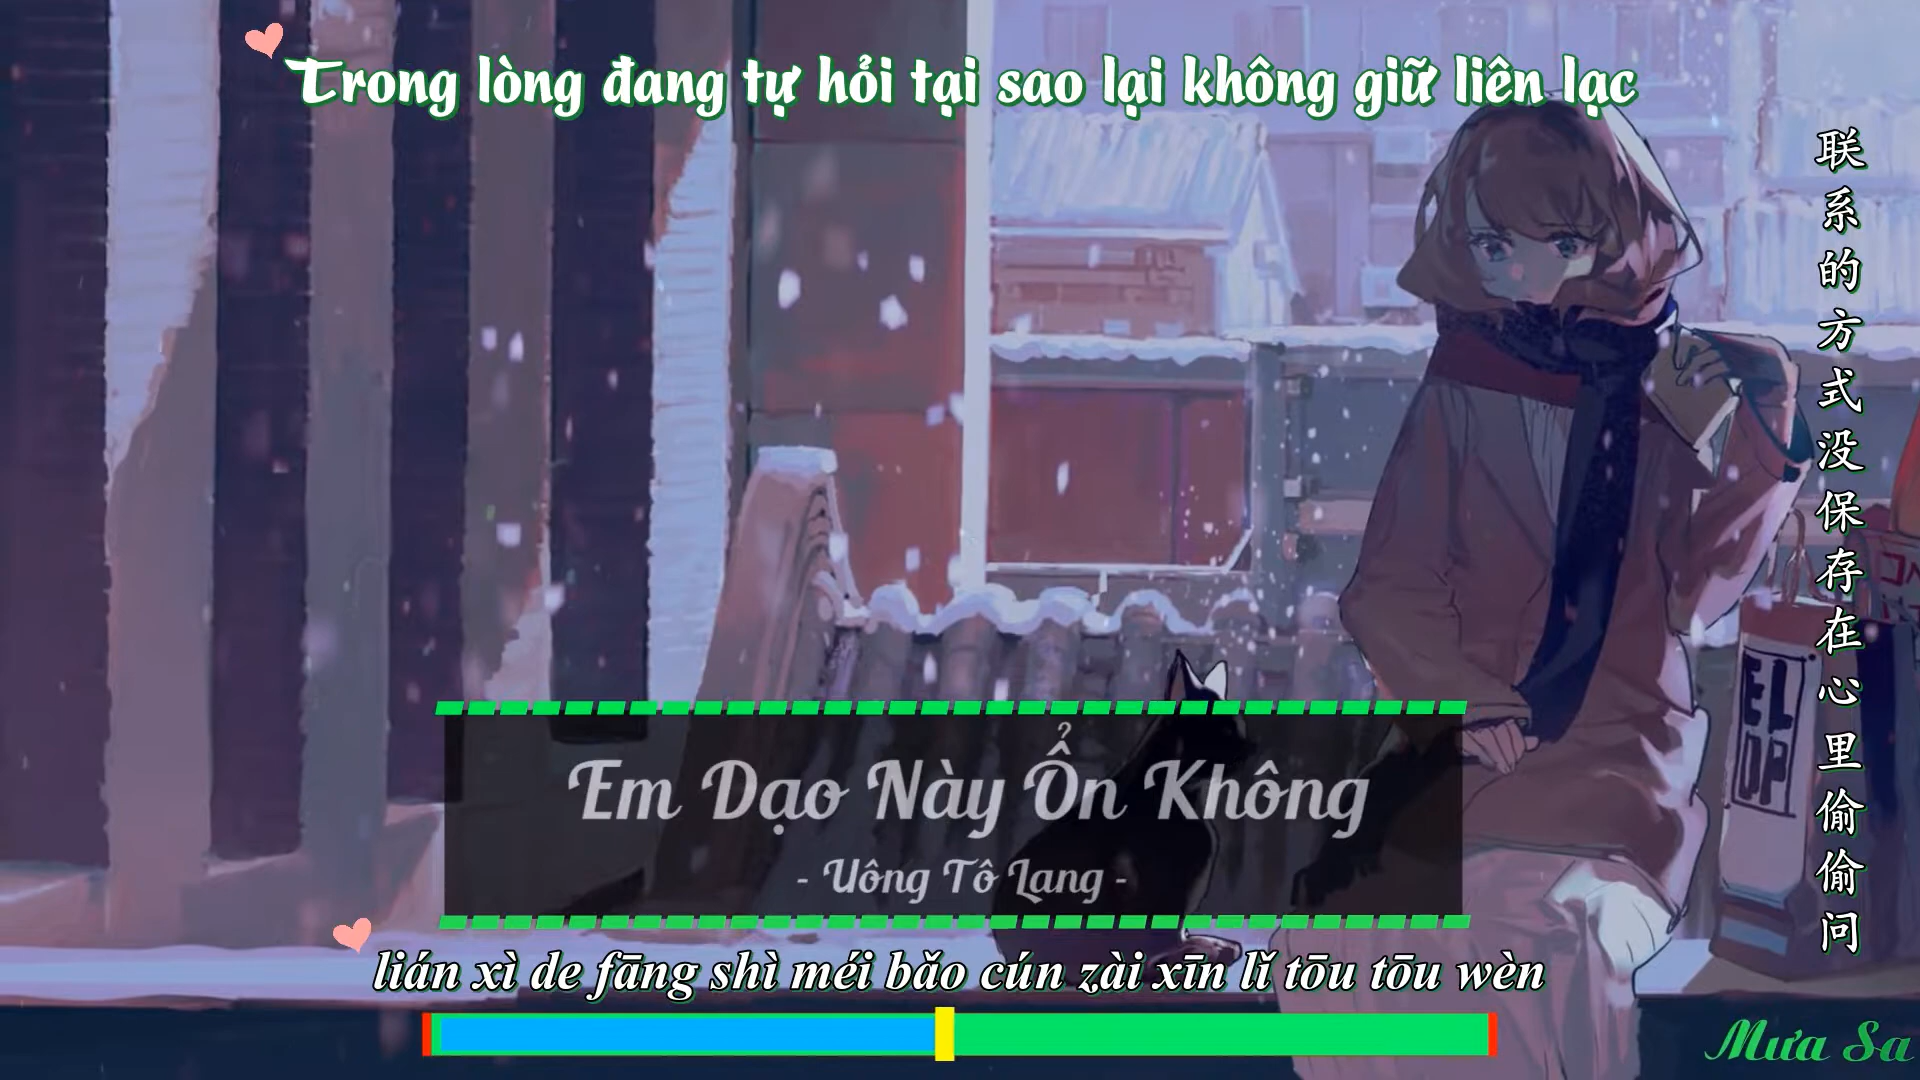 Trong lòng đang tự hỏi tại sao lại không giữ liên lạc
联系的方式没保存在心里偷偷问
EL
OP
Em Dạo Này Ổn Không
- Uông Tô Lang -
lián xì de fāng shì méi bǎo cún zài xīn lǐ tōu tōu wèn
Mưa Sa